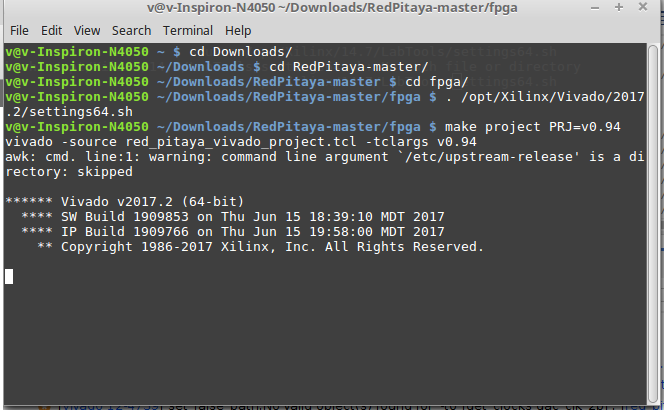 v@v-Inspiron-N4050 ~/Downloads/RedPitaya-master/fpga
File Edit View Search Terminal Help
v@v-Inspiron-N4050 ~ $ cd Downloads/
v@v-Inspiron-N4050 ~/Downloads $ cd RedPitaya-master/
v@v-Inspiron-N4050 ~/Downloads/RedPitaya-master $ cd fpga/
v@v-Inspiron-N4050 ~/Downloads/RedPitaya-master/fpga $ . /opt/Xilinx/Vivado/2017
.2/settings64.sh
v@v-Inspiron-N4050 ~/Downloads/RedPitaya-master/fpga $ make project PRJ=v0.94
vivado -source red_pitaya_vivado_project.tcl -tclargs v0.94
awk: cmd. line:1: warning: command line argument `/etc/upstream-release' is a di
rectory: skipped
****** Vivado v2017.2 (64-bit)
**** SW Build 1909853 on Thu Jun 15 18:39:10 MDT 2017
**** IP Build 1909766 on Thu Jun 15 19:58:00 MDT 2017
** Copyright 1986-2017 Xilinx, Inc. All Rights Reserved.